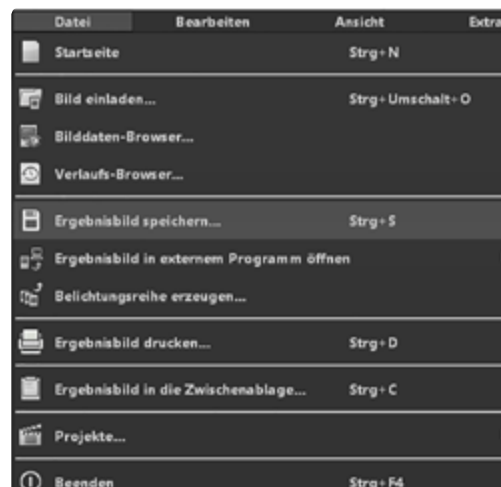 Datei Bearbeiten Ansicht Extra
Startseite Strg+N
Bild einladen... Strg+Umschalt+O
Bilddaten-Browser...
Verlaufs-Browser...
Ergebnisbild speichern... Strg+S
Ergebnisbild in externem Programm öffnen
Belichtungsreihe erzeugen...
Ergebnisbild drucken... Strg+D
Ergebnisbild in die Zwischenablage... Strg+C
Projekte...
Beenden Strg+F4